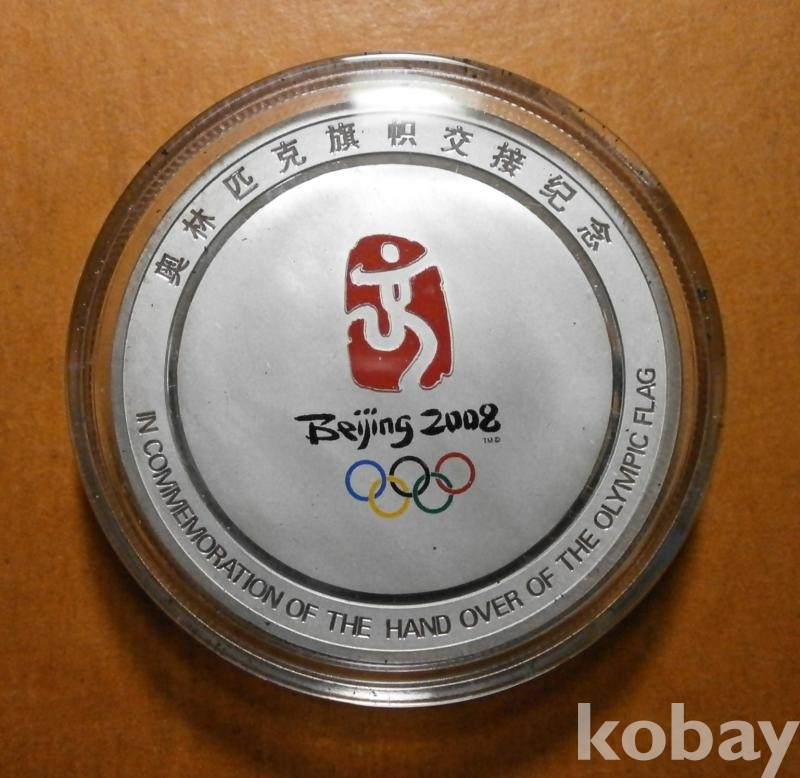 奥林匹克旗帜交接纪念
Beijing 2008
TM©
IN COMMEMORATION OF THE HAND OVER OF THE OLYMPIC FLAG
kobay